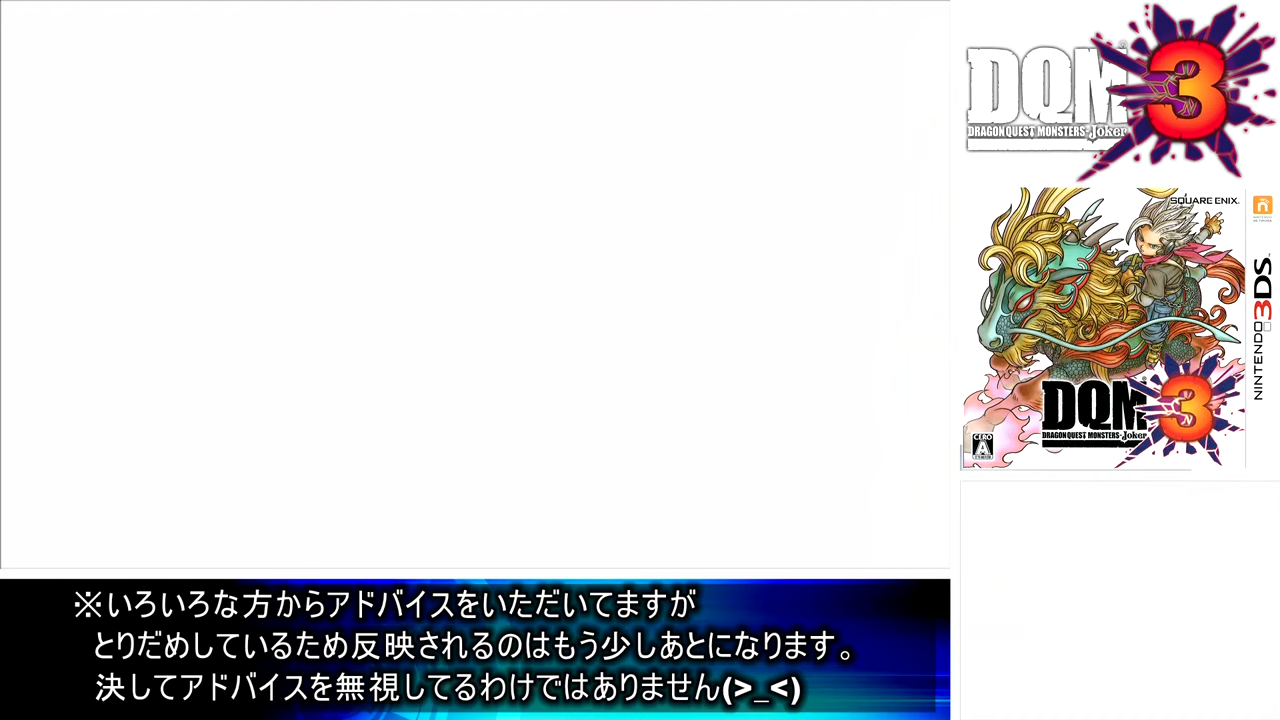 DQM
DRAGON QUEST MONSTERS-Joker
3
SQUARE ENIX.
NINTENDO 3DS
DQM
DRAGON QUEST MONSTERS-Joker
3
CERO
A
※いろいろな方からアドバイスをいただいてますが
とりだめしているため反映されるのはもう少しあとになります。
決してアドバイスを無視してるわけではありません(>_<)